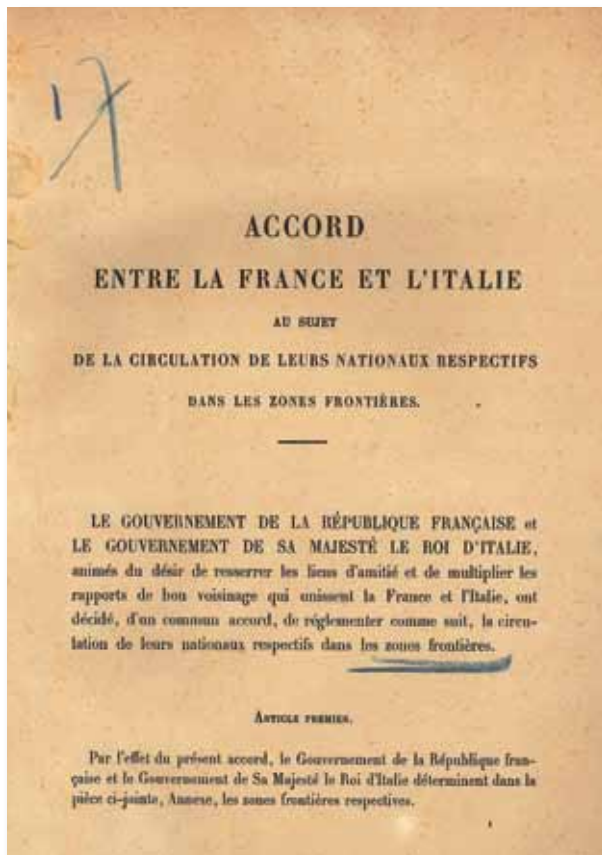 17
ACCORD
ENTRE LA FRANCE ET L'ITALIE
AU SUJET
DE LA CIRCULATION DE LEURS NATIONAUX RESPECTIFS
DANS LES ZONES FRONTIÈRES.
LE GOUVERNEMENT DE LA RÉPUBLIQUE FRANÇAISE et
LE GOUVERNEMENT DE SA MAJESTÉ LE ROI D'ITALIE,
animés du désir de resserrer les liens d'amitié et de multiplier les
rapports de bon voisinage qui unissent la France et l'Italie, ont
décidé, d'un commun accord, de réglementer comme suit, la circu-
lation de leurs nationaux respectifs dans les zones frontières.
ARTICLE PREMIER.
Par l'effet du présent accord, le Gouvernement de la République fran-
çaise et le Gouvernement de Sa Majesté le Roi d'Italie déterminent dans la
pièce ci-jointe, Annexe, les zones frontières respectives.
1